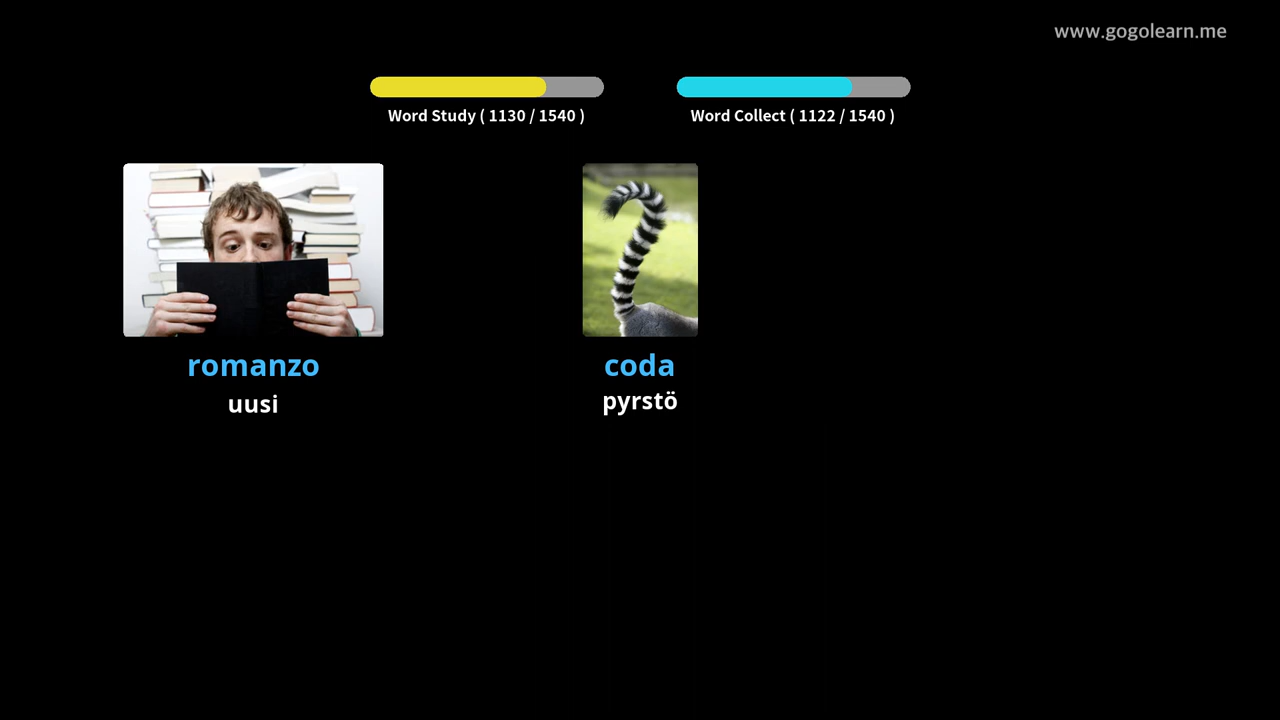 www.gogolearn.me
Word Study ( 1130 / 1540 )
Word Collect ( 1122 / 1540 )
romanzo
uusi
coda
pyrstö